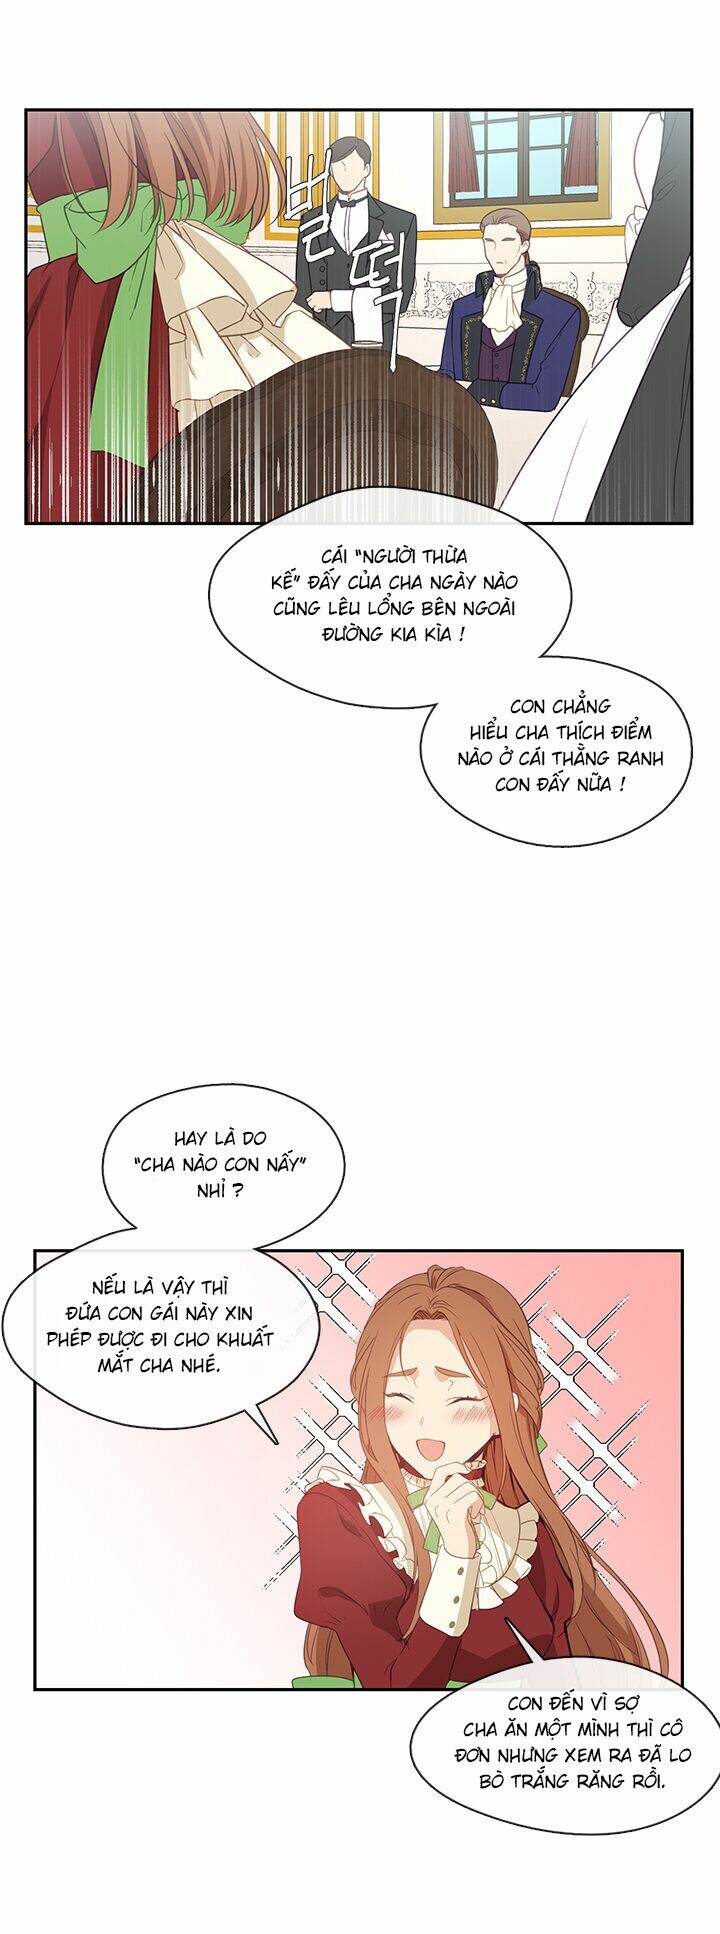 벌
떡
CÁI "NGƯỜI THỪA
KẾ" ĐẤY CỦA CHA NGÀY NÀO
CŨNG LÊU LỔNG BÊN NGOÀI
ĐƯỜNG KIA KÌA !
CON CHẲNG
HIỂU CHA THÍCH ĐIỂM
NÀO Ở CÁI THẰNG RANH
CON ĐẤY NỮA !
HAY LÀ DO
"CHA NÀO CON NẤY"
NHỈ ?
NẾU LÀ VẬY THÌ
ĐỨA CON GÁI NÀY XIN
PHÉP ĐƯỢC ĐI CHO KHUẤT
MẮT CHA NHÉ.
CON ĐẾN VÌ SỢ
CHA ĂN MỘT MÌNH THÌ CÔ
ĐƠN NHƯNG XEM RA ĐÃ LO
BÒ TRẮNG RĂNG RỒI.